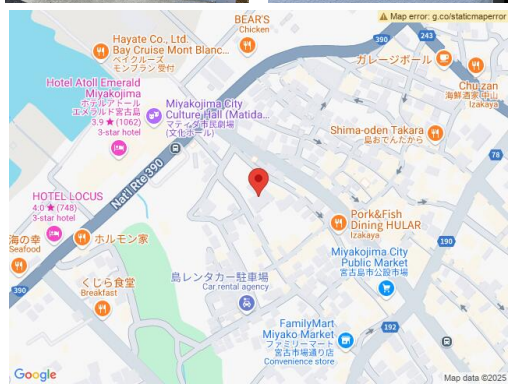 BEAR'S
Chicken
Map error: g.co/staticmaperror
Hayate Co., Ltd.
Bay Cruise Mont Blanc...
ベイクルーズ
モンブラン 受付
390
243
ガレージボール
Chu zan
海鮮酒家 中山
Izakaya
Hotel Atoll Emerald
Miyakojima
ホテルアトール
エメラルド宮古島
3.9★(1062)
3-star hotel
Miyakojima City
Culture Hall (Matida...
マティダ市民劇場
(文化ホール)
Shima-oden Takara
島おでんたから
78
Nat'l Rte 390
HOTEL LOCUS
4.0★(748)
3-star hotel
Pork&Fish
Dining HULAR
Izakaya
海の幸
Seafood
ホルモン家
190
Miyakojima City
Public Market
宮古島市公設市場
390
くじら食堂
Breakfast
島レンタカー駐車場
Car rental agency
FamilyMart
Miyako Market
ファミリーマート
宮古市場通り店
Convenience store
192
Google
Map data ©2025